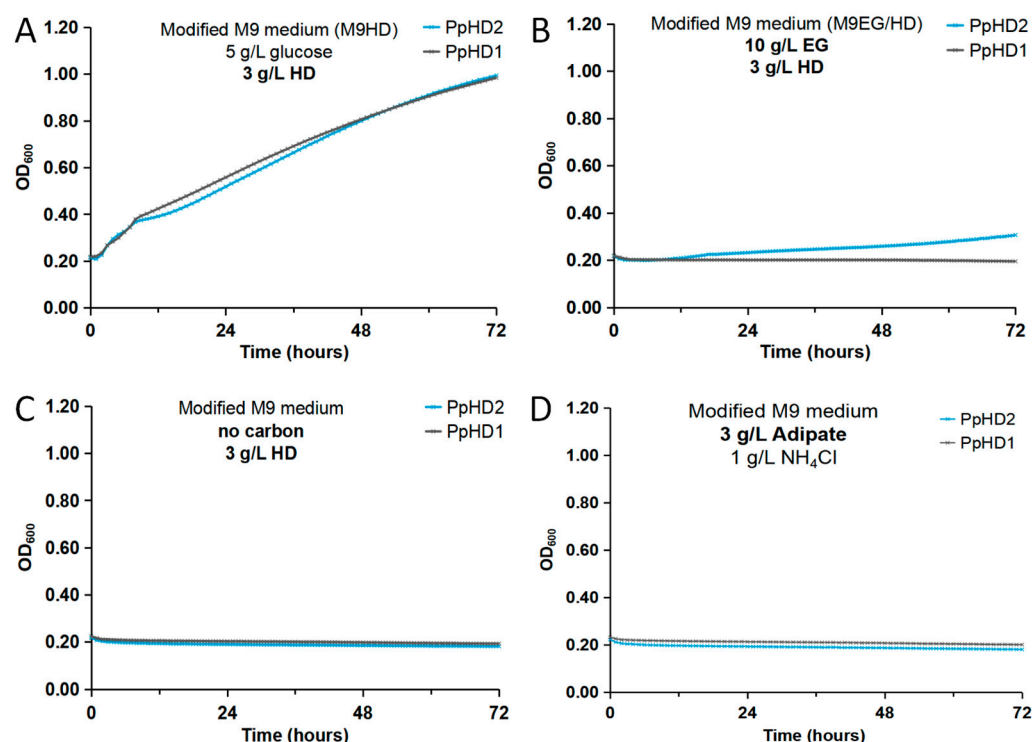 A
Modified M9 medium (M9HD)
5 g/L glucose
3 g/L HD
PpHD2
PpHD1
1.20
1.00
0.80
0.60
0.40
0.20
0.00
OD600
0
24
48
72
Time (hours)
B
Modified M9 medium (M9EG/HD)
10 g/L EG
3 g/L HD
PpHD2
PpHD1
1.20
1.00
0.80
0.60
0.40
0.20
0.00
OD600
0
24
48
72
Time (hours)
C
Modified M9 medium
no carbon
3 g/L HD
PpHD2
PpHD1
1.20
1.00
0.80
0.60
0.40
0.20
0.00
OD600
0
24
48
72
Time (hours)
D
Modified M9 medium
3 g/L Adipate
1 g/L NH4Cl
PpHD2
PpHD1
1.20
1.00
0.80
0.60
0.40
0.20
0.00
OD600
0
24
48
72
Time (hours)